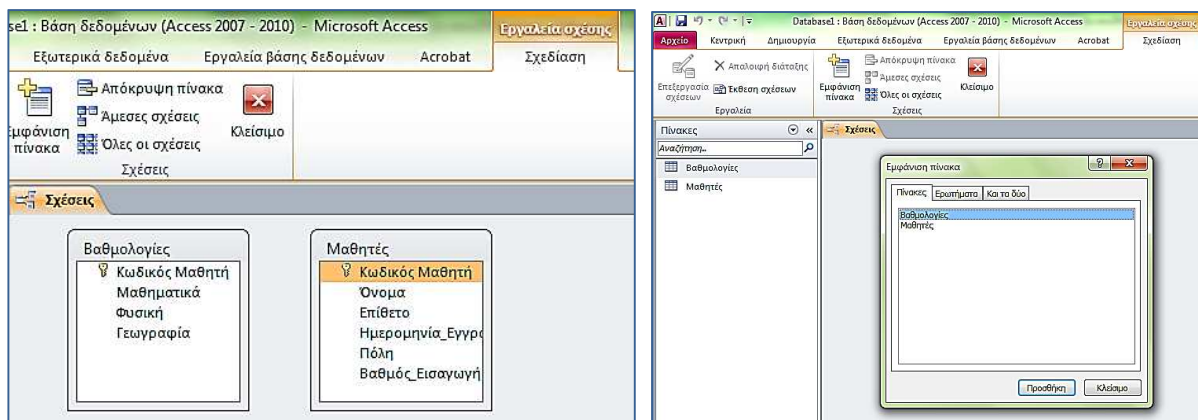 se1 : Βάση δεδομένων (Access 2007 - 2010) - Microsoft Access
Εργαλεία σχέσης
Εξωτερικά δεδομένα Εργαλεία βάσης δεδομένων Acrobat Σχεδίαση
Απόκρυψη πίνακα
Άμεσες σχέσεις
Όλες οι σχέσεις
μφάνιση
πίνακα
Κλείσιμο
Σχέσεις
Σχέσεις
Βαθμολογίες
Κωδικός Μαθητή
Μαθηματικά
Φυσική
Γεωγραφία
Μαθητές
Κωδικός Μαθητή
Όνομα
Επίθετο
Ημερομηνία_Εγγρα
Πόλη
Βαθμός_Εισαγωγή
Database1 : Βάση δεδομένων (Access 2007 - 2010) - Microsoft Access
Εργαλεία σχέσης
Αρχείο Κεντρική Δημιουργία Εξωτερικά δεδομένα Εργαλεία βάσης δεδομένων Acrobat Σχεδίαση
Επεξεργασία
σχέσεων
Απαλοιφή διάταξης
Έκθεση σχέσεων
Εργαλεία
Εμφάνιση
πίνακα
Απόκρυψη πίνακα
Άμεσες σχέσεις
Όλες οι σχέσεις
Κλείσιμο
Σχέσεις
Πίνακες
Αναζήτηση...
Βαθμολογίες
Μαθητές
Σχέσεις
Εμφάνιση πίνακα
Πίνακες Ερωτήματα Και τα δύο
Βαθμολογίες
Μαθητές
Προσθήκη Κλείσιμο